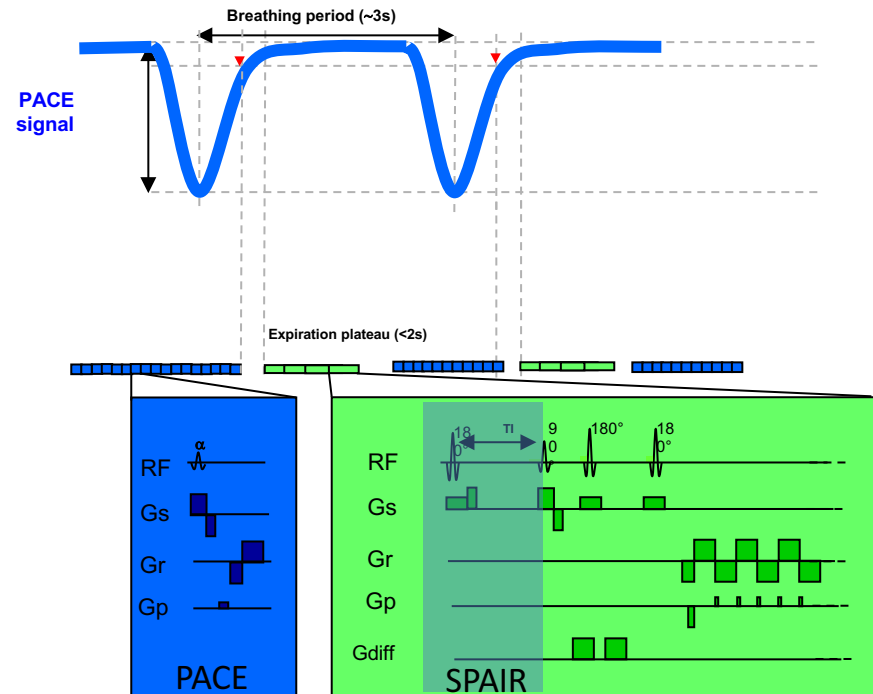 Breathing period (~3s)
PACE
signal
Expiration plateau (<2s)
α
RF
Gs
Gr
Gp
PACE
18
0°
TI
9
0°
180°
18
0°
RF
Gs
Gr
Gp
Gdiff
SPAIR